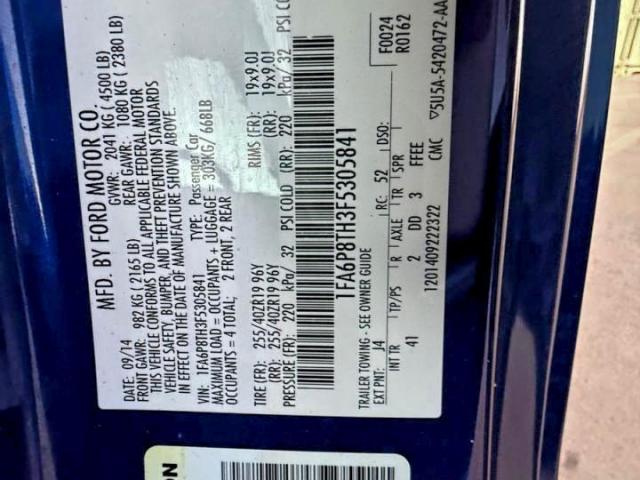 MFD. BY FORD MOTOR CO.
DATE: 09/14 GVWR: 2041 KG ( 4500 LB)
FRONT GAWR: 982 KG ( 2165 LB) REAR GAWR: 1080 KG ( 2380 LB)
THIS VEHICLE CONFORMS TO ALL APPLICABLE FEDERAL MOTOR
VEHICLE SAFETY, BUMPER, AND THEFT PREVENTION STANDARDS
IN EFFECT ON THE DATE OF MANUFACTURE SHOWN ABOVE.
VIN: 1FA6P8TH3F5305841 TYPE: Passenger Car
MAXIMUM LOAD = OCCUPANTS + LUGGAGE = 303KG/ 668LB
OCCUPANTS = 4 TOTAL; 2 FRONT, 2 REAR
TIRE (FR): 255/40ZR19 96Y RIMS (FR): 19x9.0J
(RR): 255/40ZR19 96Y (RR): 19x9.0J
PRESSURE (FR): 220 kPa/ 32 PSI COLD (RR): 220 kPa/ 32 PSI CO
1FA6P8TH3F5305841
F0024
R0162
TRAILER TOWING - SEE OWNER GUIDE
EXT PNT: J4 RC: 52 DSO:
INT TR TP/PS R AXLE TR SPR
41 2 DD 3 FFEE
1201409222322 CMC
5U5A-5420472-AA
ON